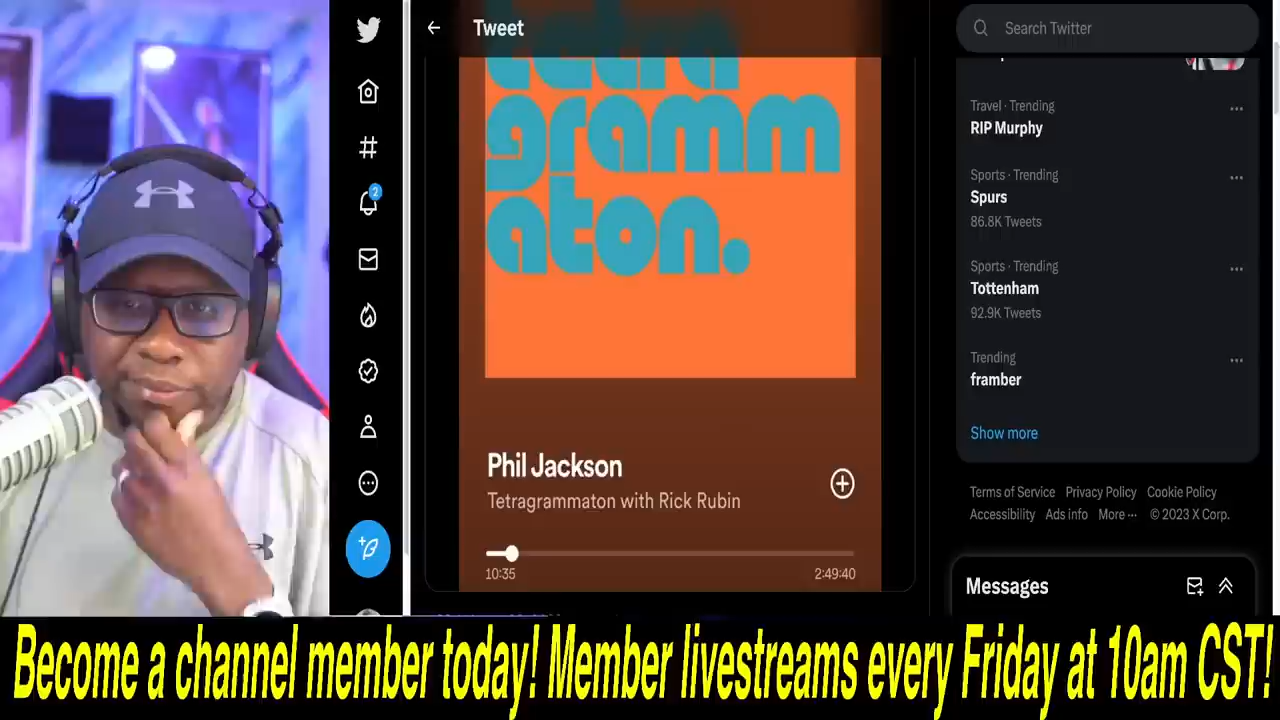 Tweet
tetra
gramm
aton.
Phil Jackson
Tetragrammaton with Rick Rubin
10:35
2:49:40
2
Search Twitter
Travel · Trending
RIP Murphy
Sports · Trending
Spurs
86.8K Tweets
Sports · Trending
Tottenham
92.9K Tweets
Trending
framber
Show more
Terms of Service Privacy Policy Cookie Policy
Accessibility Ads info More ··· © 2023 X Corp.
Messages
Become a channel member today! Member livestreams every Friday at 10am CST!